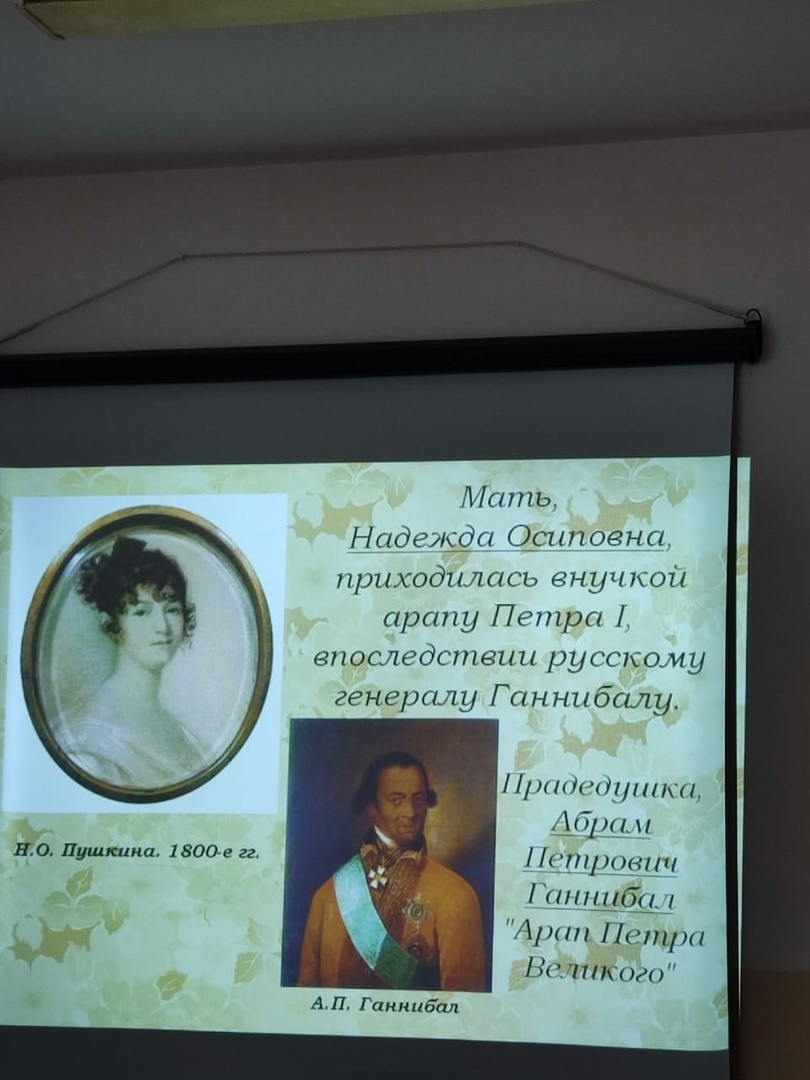 Мать,
Надежда Осиповна,
приходилась внучкой
арапу Петра I,
впоследствии русскому
генералу Ганнибалу.
Н.О. Пушкина. 1800-е гг.
Прадедушка,
Абрам
Петрович
Ганнибал
"Арап Петра
Великого"
А.П. Ганнибал